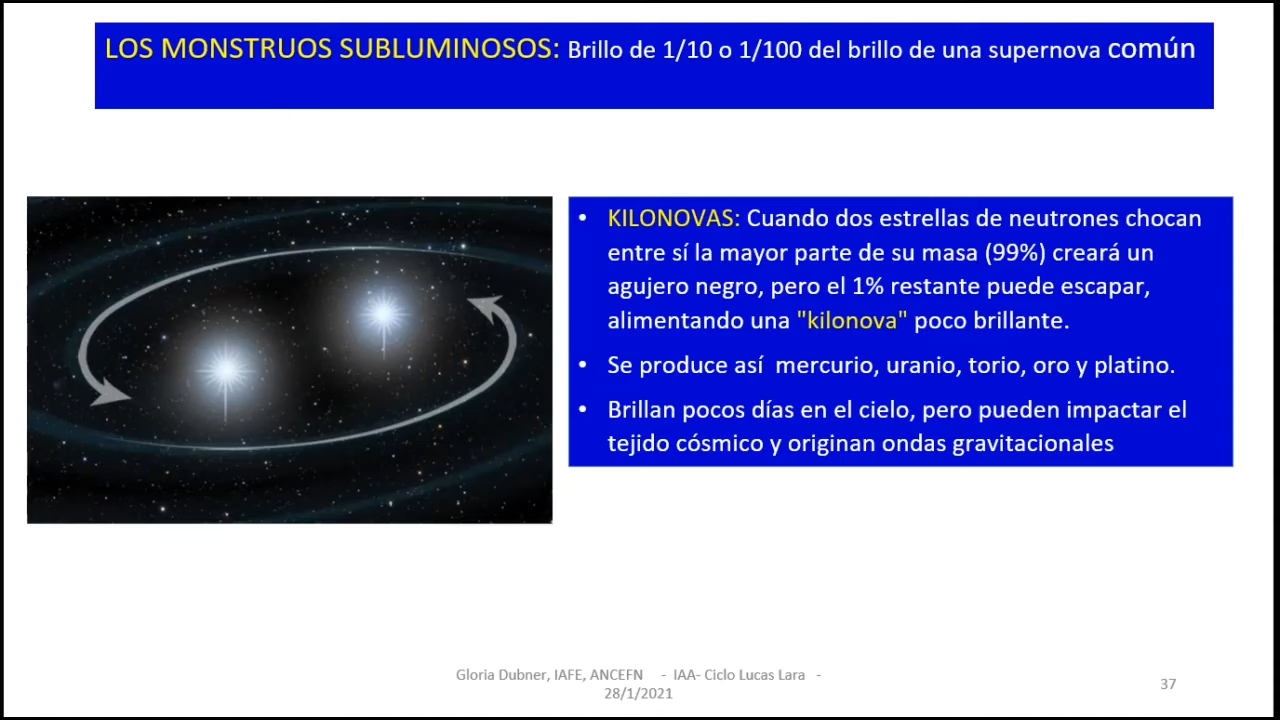 LOS MONSTRUOS SUBLUMINOSOS: Brillo de 1/10 o 1/100 del brillo de una supernova común
• KILONOVAS: Cuando dos estrellas de neutrones chocan
entre sí la mayor parte de su masa (99%) creará un
agujero negro, pero el 1% restante puede escapar,
alimentando una "kilonova" poco brillante.
• Se produce así  mercurio, uranio, torio, oro y platino.
• Brillan pocos días en el cielo, pero pueden impactar el
tejido cósmico y originan ondas gravitacionales
Gloria Dubner, IAFE, ANCEFN    -  IAA- Ciclo Lucas Lara   -
28/1/2021
37